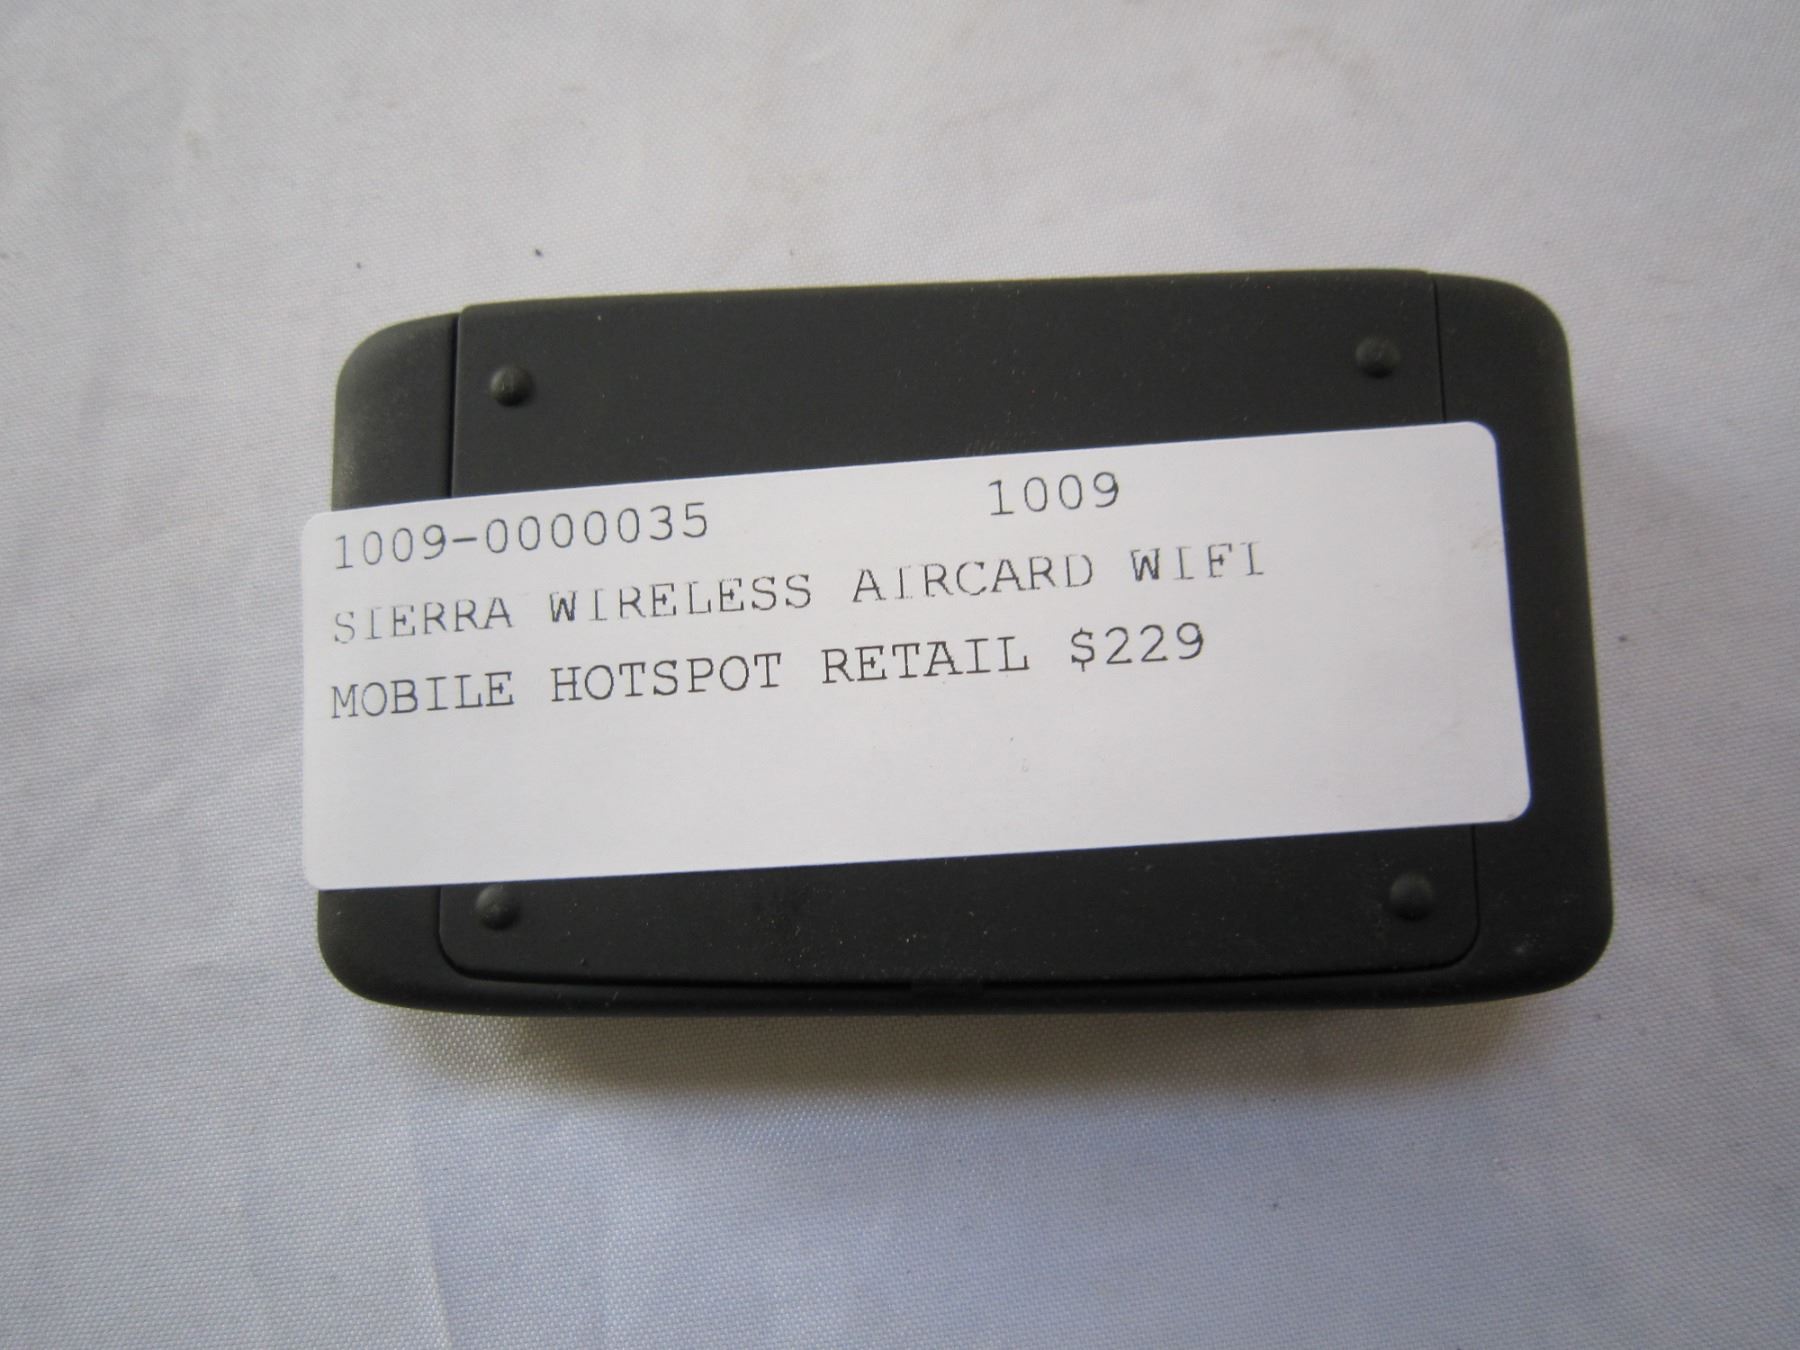 1009-0000035 1009
SIERRA WIRELESS AIRCARD WIFI
MOBILE HOTSPOT RETAIL $229